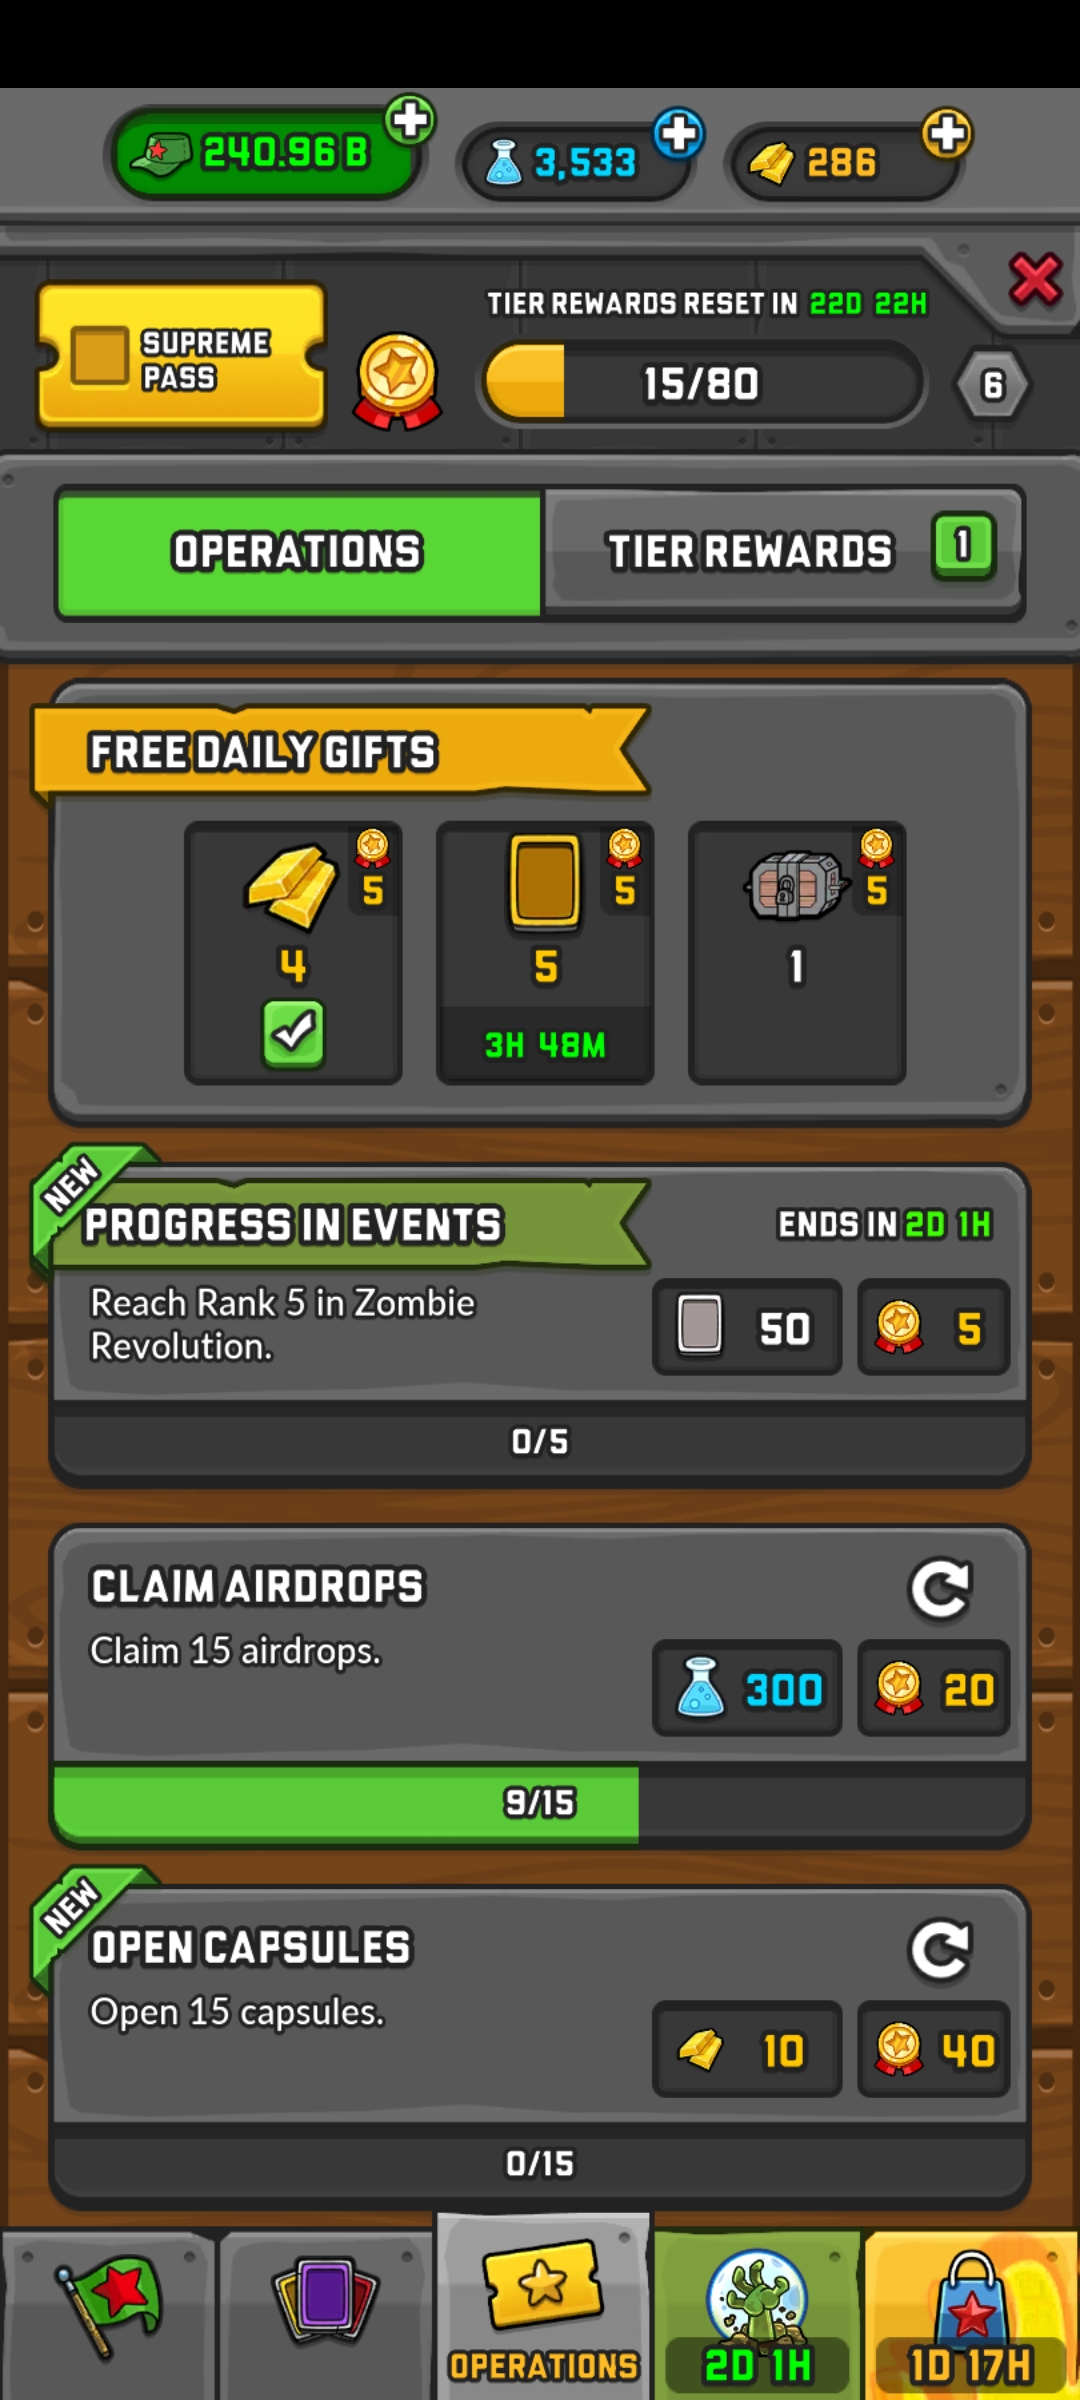 240.96 B
3,533
286
TIER REWARDS RESET IN 22D 22H
SUPREME
PASS
15/80
6
OPERATIONS
TIER REWARDS
1
FREE DAILY GIFTS
5
5
5
4
5
1
3H 48M
NEW
PROGRESS IN EVENTS
ENDS IN 2D 1H
Reach Rank 5 in Zombie
Revolution.
50
5
0/5
CLAIM AIRDROPS
Claim 15 airdrops.
300
20
9/15
NEW
OPEN CAPSULES
Open 15 capsules.
10
40
0/15
OPERATIONS
2D 1H
1D 17H